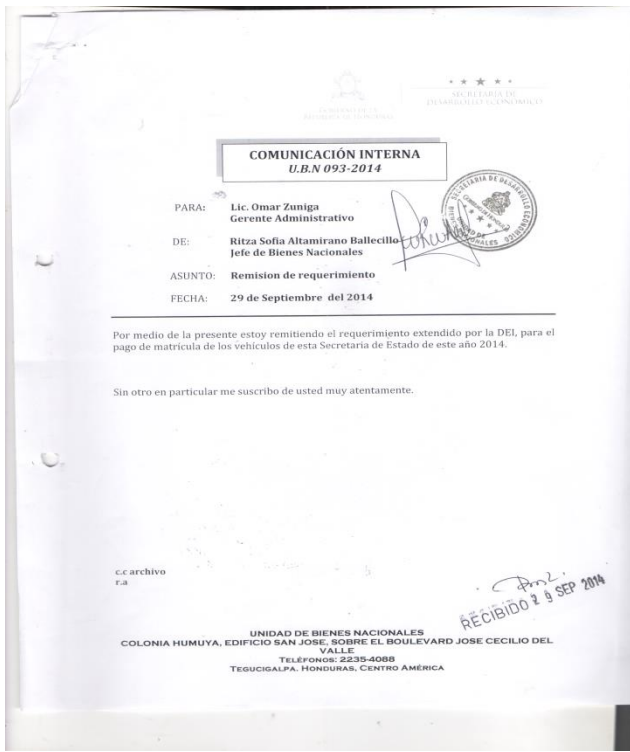 SECRETARIA DE
DESARROLLO ECONOMICO
COMUNICACIÓN INTERNA
U.B.N 093-2014
PARA: Lic. Omar Zuniga
Gerente Administrativo
DE: Ritza Sofia Altamirano Ballecillo
Jefe de Bienes Nacionales
ASUNTO: Remision de requerimiento
FECHA: 29 de Septiembre del 2014
Por medio de la presente estoy remitiendo el requerimiento extendido por la DEI, para el
pago de matrícula de los vehículos de esta Secretaria de Estado de este año 2014.
Sin otro en particular me suscribo de usted muy atentamente.
c.c archivo
r.a
RECIBIDO 29 SEP 2014
UNIDAD DE BIENES NACIONALES
COLONIA HUMUYA, EDIFICIO SAN JOSE, SOBRE EL BOULEVARD JOSE CECILIO DEL
VALLE
TELÉFONOS: 2235-4088
TEGUCIGALPA. HONDURAS, CENTRO AMÉRICA